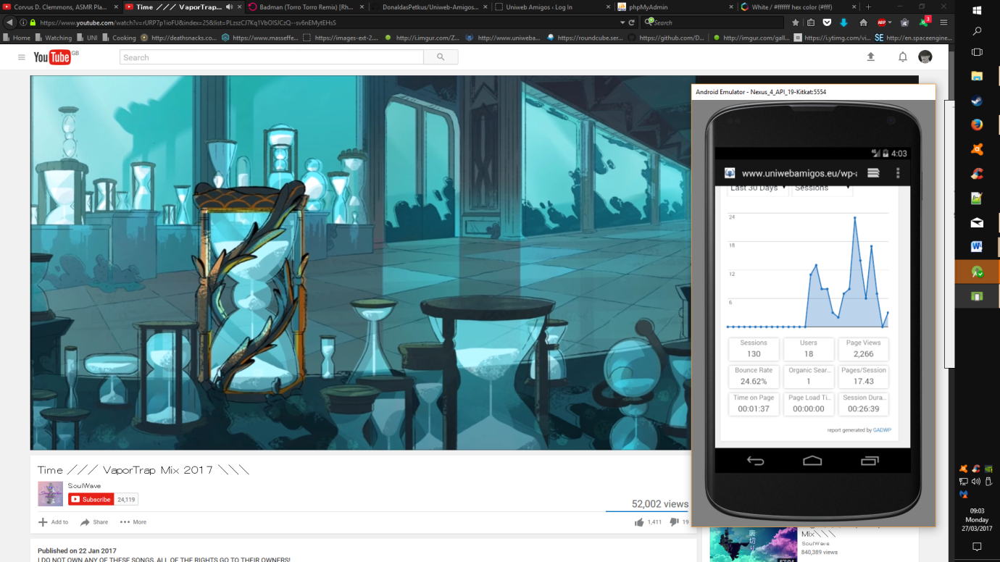 Corvus D. Clemmons, ASMR Pla...
Time ／／／ VaporTrap...
Badman (Torro Torro Remix) [Rh...
DonaldasPetkus/Uniweb-Amigos...
Uniweb Amigos ‹ Log In
phpMyAdmin
White / #ffffff hex color (#fff)
https://www.youtube.com/watch?v=rURP7p1ioFU&index=25&list=PLzszCJ7Kq1VbOlSJCzQ--sv6nEMytEHsS
Search
ABP
3
Home
Watching
UNI
Cooking
http://deathsnacks.co...
https://www.masseffe...
https://images-ext-2....
http://i.imgur.com/Z...
http://www.uniweba...
https://roundcube.ser...
https://github.com/D...
http://imgur.com/gall...
https://i.ytimg.com/vi...
SE http://en.spaceengine...
YouTube GB
Search
Android Emulator - Nexus_4_API_19-Kitkat:5554
4G 4:03
www.uniwebamigos.eu/wp-a
Last 30 Days
Sessions
24
18
12
6
Sessions
130
Users
18
Page Views
2,266
Bounce Rate
24.62%
Organic Sear...
1
Pages/Session
17.43
Time on Page
00:01:37
Page Load Ti...
00:00:00
Session Dura...
00:26:39
report generated by GADWP
Time ／／／ VaporTrap Mix 2017 ＼＼＼
SoulWave
Subscribe 24,119
52,002 views
Add to
Share
More
1,411
19
Published on 22 Jan 2017
I DO NOT OWN ANY OF THESE SONGS, ALL OF THE RIGHTS GO TO THEIR OWNERS!
裏切り
57:04
Mix＼＼＼
SoulWave
840,389 views
09:03
Monday
27/03/2017